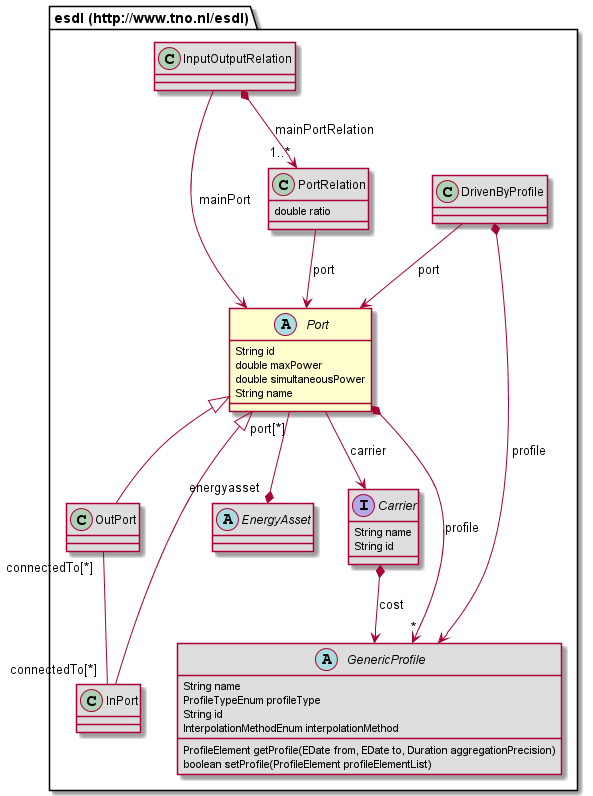 esdl (http://www.tno.nl/esdl)
C InputOutputRelation
mainPortRelation
1..*
mainPort
C PortRelation
double ratio
C DrivenByProfile
port
port
A Port
String id
double maxPower
double simultaneousPower
String name
port[*]
carrier
energyasset
profile
C OutPort
A EnergyAsset
I Carrier
String name
String id
profile
connectedTo[*]
cost
*
connectedTo[*]
C InPort
A GenericProfile
String name
ProfileTypeEnum profileType
String id
InterpolationMethodEnum interpolationMethod
ProfileElement getProfile(EDate from, EDate to, Duration aggregationPrecision)
boolean setProfile(ProfileElement profileElementList)